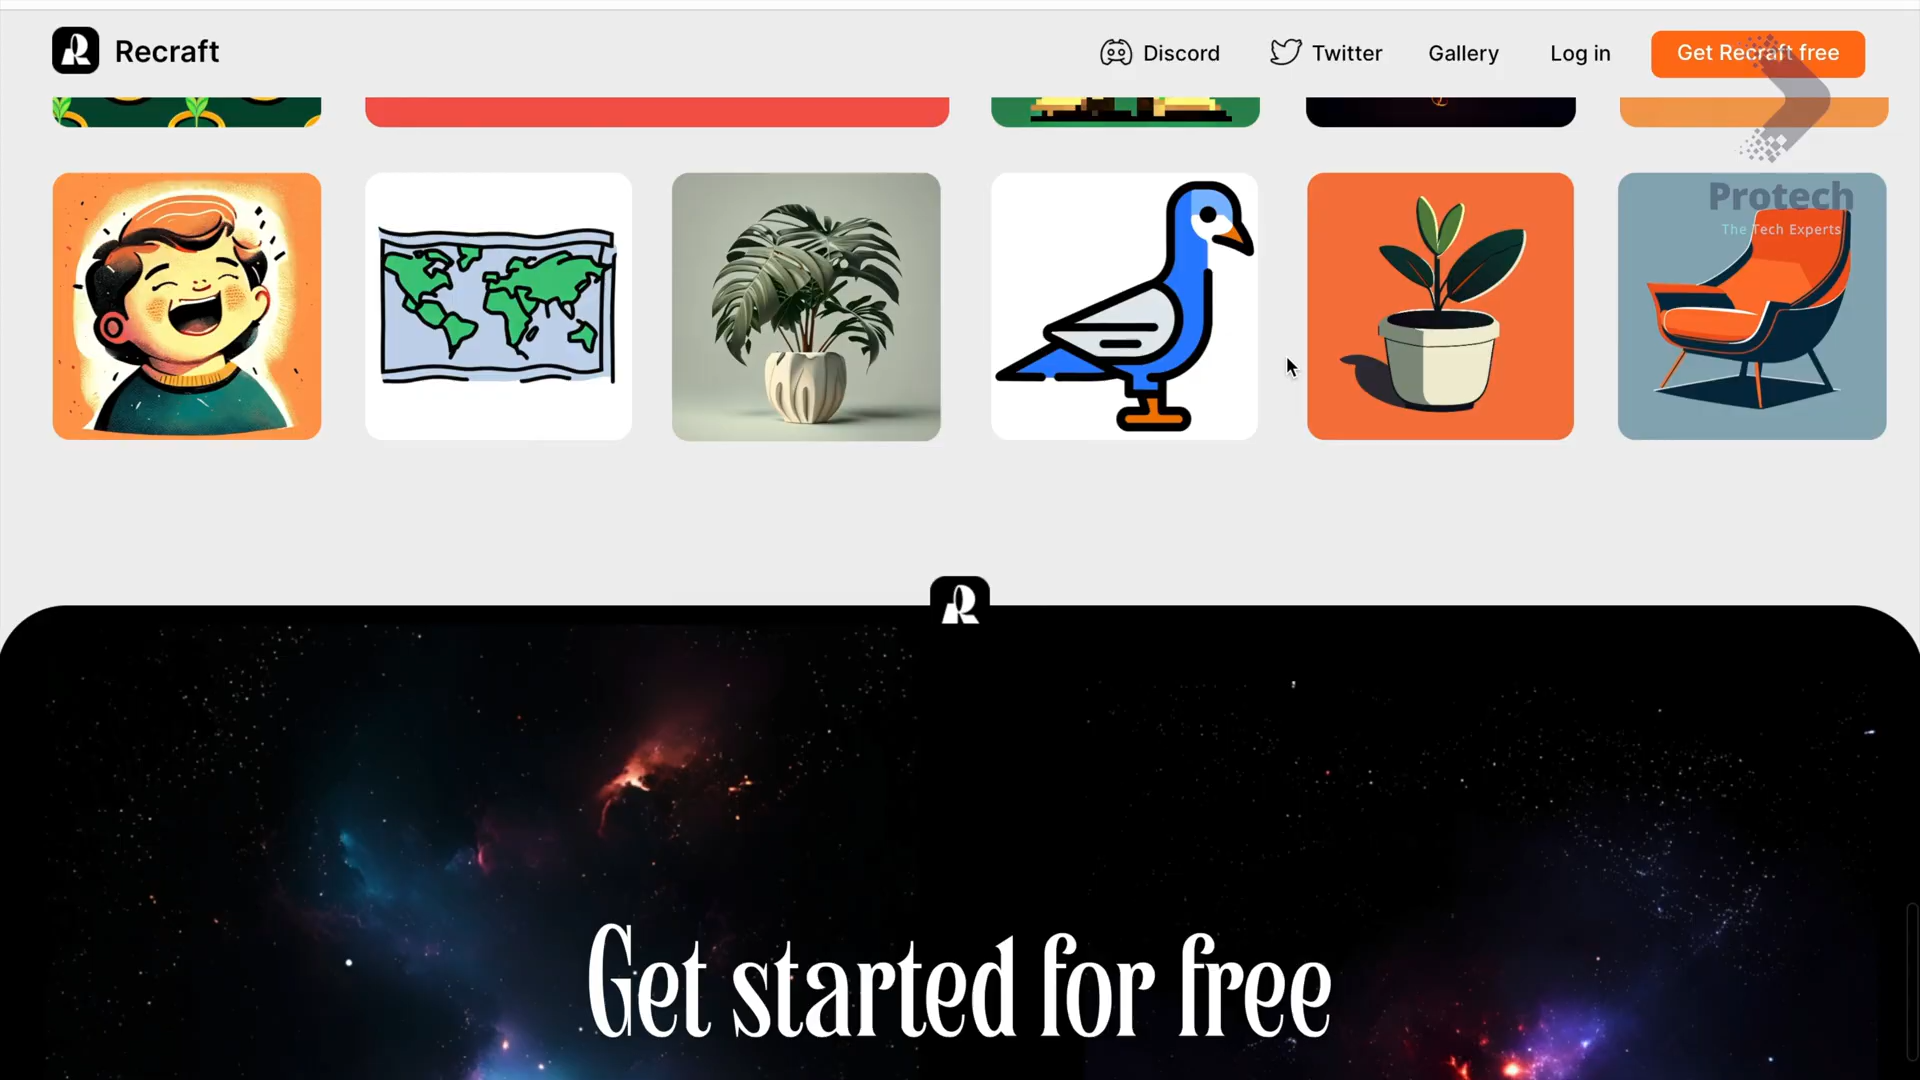 Recraft
Discord
Twitter
Gallery
Log in
Get Recraft free
Protech
The Tech Experts
Get started for free